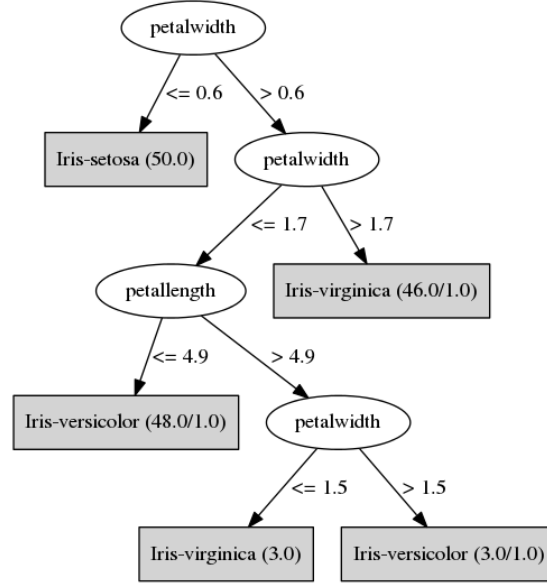 petalwidth
<= 0.6
> 0.6
Iris-setosa (50.0)
petalwidth
<= 1.7
> 1.7
petallength
Iris-virginica (46.0/1.0)
<= 4.9
> 4.9
Iris-versicolor (48.0/1.0)
petalwidth
<= 1.5
> 1.5
Iris-virginica (3.0)
Iris-versicolor (3.0/1.0)